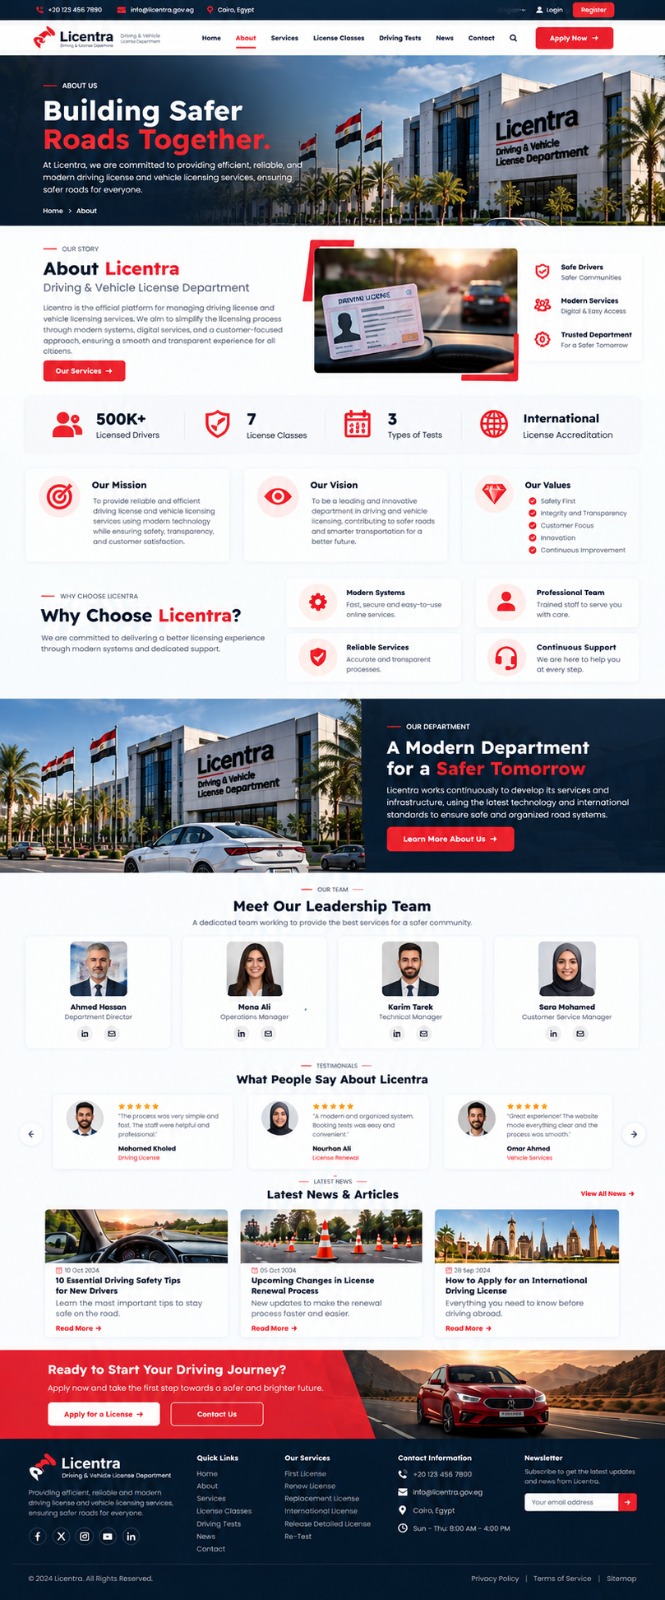 +20 123 456 7890
info@licentra.gov.eg
Cairo, Egypt
Login
Register
Licentra
Driving & Vehicle
License Department
Home
About
Services
License Classes
Driving Tests
News
Contact
Apply Now →
ABOUT US
Building Safer
Roads Together.
At Licentra, we are committed to providing efficient, reliable, and
modern driving license and vehicle licensing services, ensuring
safer roads for everyone.
Home > About
Licentra
Driving & Vehicle
License Department
OUR STORY
About Licentra
Driving & Vehicle License Department
Licentra is the official platform for managing driving license and
vehicle licensing services. We aim to simplify the licensing process
through modern systems, digital services, and a customer-focused
approach, ensuring a smooth and transparent experience for all
citizens.
Our Services →
DRIVING LICENSE
Safe Drivers
Safer Communities
Modern Services
Digital & Easy Access
Trusted Department
For a Safer Tomorrow
500K+
Licensed Drivers
7
License Classes
3
Types of Tests
International
License Accreditation
Our Mission
To provide reliable and efficient
driving license and vehicle licensing
services using modern technology
while ensuring safety, transparency,
and customer satisfaction.
Our Vision
To be a leading and innovative
department in driving and vehicle
licensing, contributing to safer roads
and smarter transportation for a
better future.
Our Values
Safety First
Integrity and Transparency
Customer Focus
Innovation
Continuous Improvement
WHY CHOOSE LICENTRA
Why Choose Licentra?
We are committed to delivering a better licensing experience
through modern systems and dedicated support.
Modern Systems
Fast, secure and easy-to-use
online services.
Professional Team
Trained staff to serve you
with care.
Reliable Services
Accurate and transparent
processes.
Continuous Support
We are here to help you
at every step.
Licentra
Driving & Vehicle
License Department
OUR DEPARTMENT
A Modern Department
for a Safer Tomorrow
Licentra works continuously to develop its services and
infrastructure, using the latest technology and international
standards to ensure safe and organized road systems.
Learn More About Us →
OUR TEAM
Meet Our Leadership Team
A dedicated team working to provide the best services for a safer community.
Ahmed Hassan
Department Director
Mona Ali
Operations Manager
Karim Tarek
Technical Manager
Sara Mohamed
Customer Service Manager
TESTIMONIALS
What People Say About Licentra
"The process was very simple and
fast. The staff were helpful and
professional."
Mohamed Khaled
Driving License
"A modern and organized system.
Booking tests was easy and
convenient."
Nourhan Ali
License Renewal
"Great experience! The website
made everything clear and the
process was smooth."
Omar Ahmed
Vehicle Services
LATEST NEWS
Latest News & Articles
View All News →
10 Oct 2024
10 Essential Driving Safety Tips
for New Drivers
Learn the most important tips to stay
safe on the road.
Read More →
05 Oct 2024
Upcoming Changes in License
Renewal Process
New updates to make the renewal
process faster and easier.
Read More →
28 Sep 2024
How to Apply for an International
Driving License
Everything you need to know before
driving abroad.
Read More →
Ready to Start Your Driving Journey?
Apply now and take the first step towards a safer and brighter future.
Apply for a License →
Contact Us
Licentra
Driving & Vehicle License Department
Providing efficient, reliable and modern
driving license and vehicle licensing services,
ensuring safer roads for everyone.
Quick Links
Home
About
Services
License Classes
Driving Tests
News
Contact
Our Services
First License
Renew License
Replacement License
International License
Release Detailed License
Re-Test
Contact Information
+20 123 456 7890
info@licentra.gov.eg
Cairo, Egypt
Sun - Thu: 8:00 AM - 4:00 PM
Newsletter
Subscribe to get the latest updates
and news from Licentra.
Your email address
© 2024 Licentra. All Rights Reserved.
Privacy Policy | Terms of Service | Sitemap